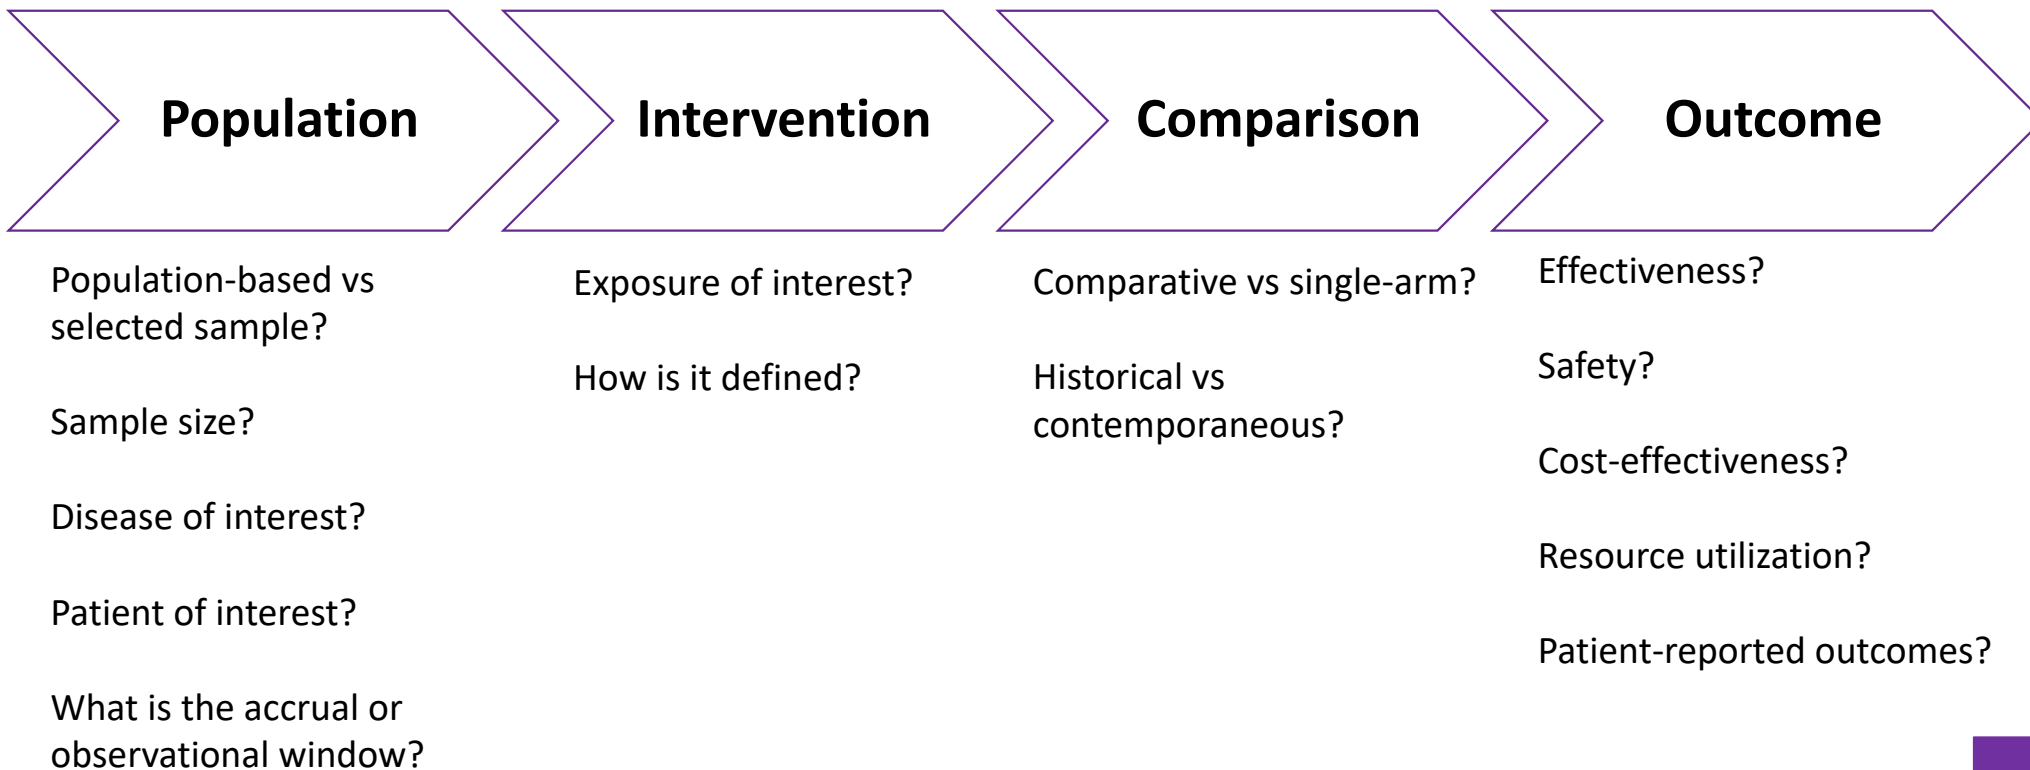 Population
Intervention
Comparison
Outcome
Population-based vs
selected sample?
Sample size?
Disease of interest?
Patient of interest?
What is the accrual or
observational window?
Exposure of interest?
How is it defined?
Comparative vs single-arm?
Historical vs
contemporaneous?
Effectiveness?
Safety?
Cost-effectiveness?
Resource utilization?
Patient-reported outcomes?